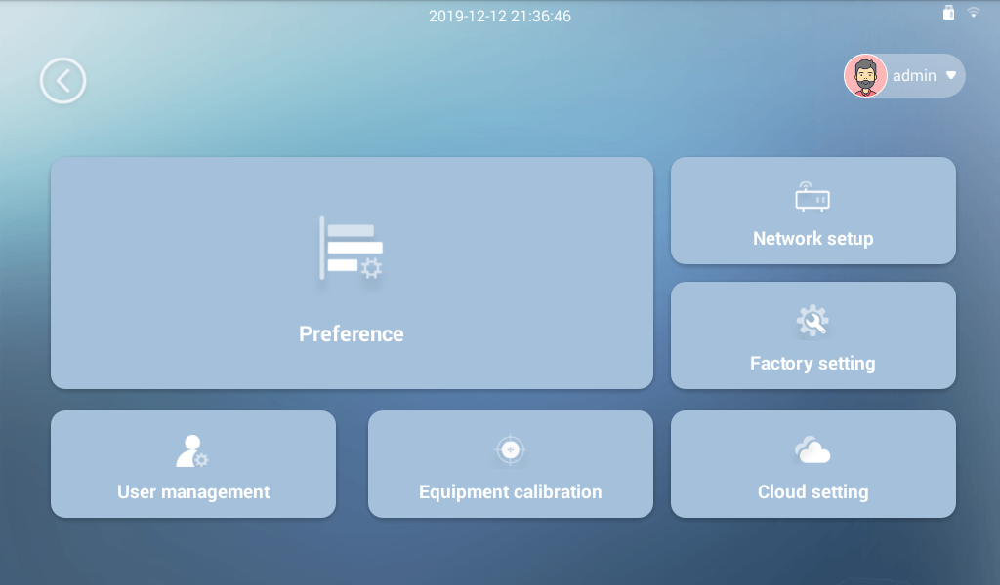 2019-12-12 21:36:46
admin
Preference
Network setup
Factory setting
User management
Equipment calibration
Cloud setting